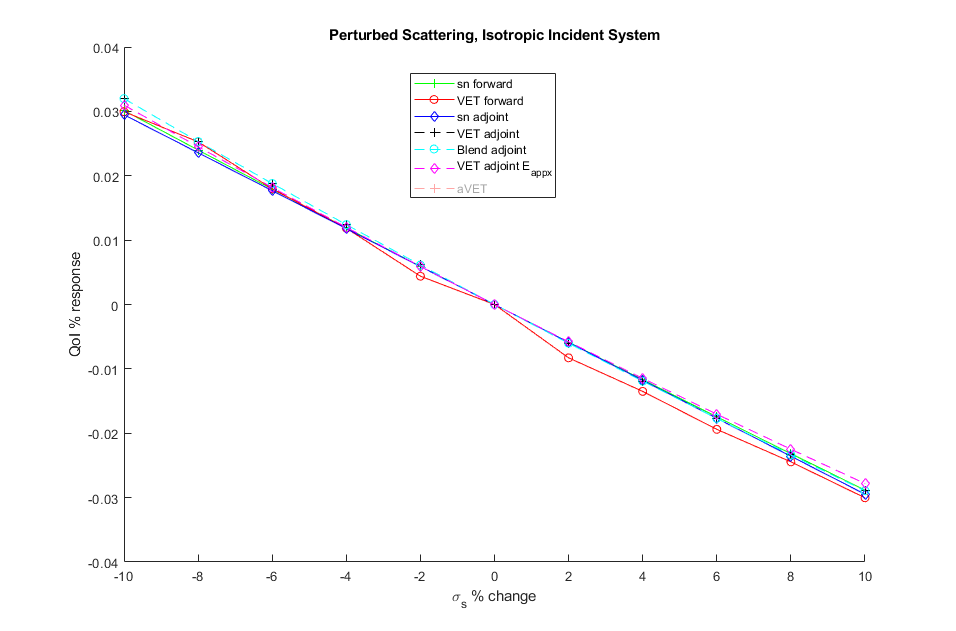 Perturbed Scattering, Isotropic Incident System
sn forward
VET forward
sn adjoint
VET adjoint
Blend adjoint
VET adjoint E_appx
aVET
QoI % response
0.04
0.03
0.02
0.01
0
-0.01
-0.02
-0.03
-0.04
-10 -8 -6 -4 -2 0 2 4 6 8 10
σ_s % change